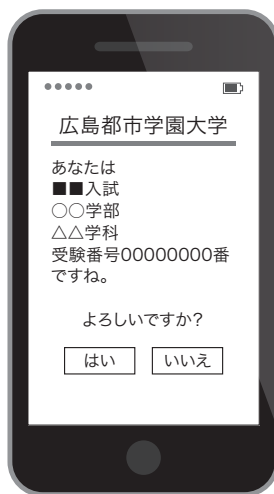 広島都市学園大学
あなたは
■■入試
○○学部
△△学科
受験番号00000000番
ですね。
よろしいですか?
はい いいえ